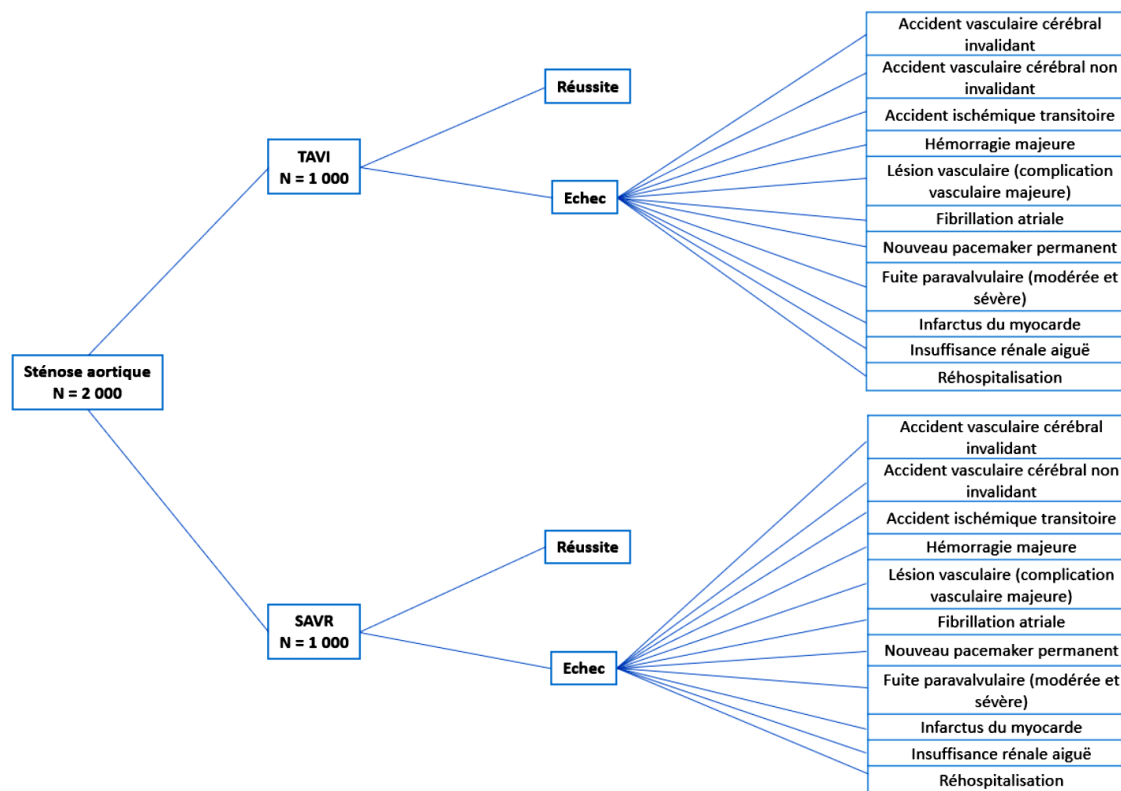 Sténose aortique
N = 2 000
TAVI
N = 1 000
Réussite
Echec
Accident vasculaire cérébral
invalidant
Accident vasculaire cérébral non
invalidant
Accident ischémique transitoire
Hémorragie majeure
Lésion vasculaire (complication
vasculaire majeure)
Fibrillation atriale
Nouveau pacemaker permanent
Fuite paravalvulaire (modérée et
sévère)
Infarctus du myocarde
Insuffisance rénale aiguë
Réhospitalisation
SAVR
N = 1 000
Réussite
Echec
Accident vasculaire cérébral
invalidant
Accident vasculaire cérébral non
invalidant
Accident ischémique transitoire
Hémorragie majeure
Lésion vasculaire (complication
vasculaire majeure)
Fibrillation atriale
Nouveau pacemaker permanent
Fuite paravalvulaire (modérée et
sévère)
Infarctus du myocarde
Insuffisance rénale aiguë
Réhospitalisation